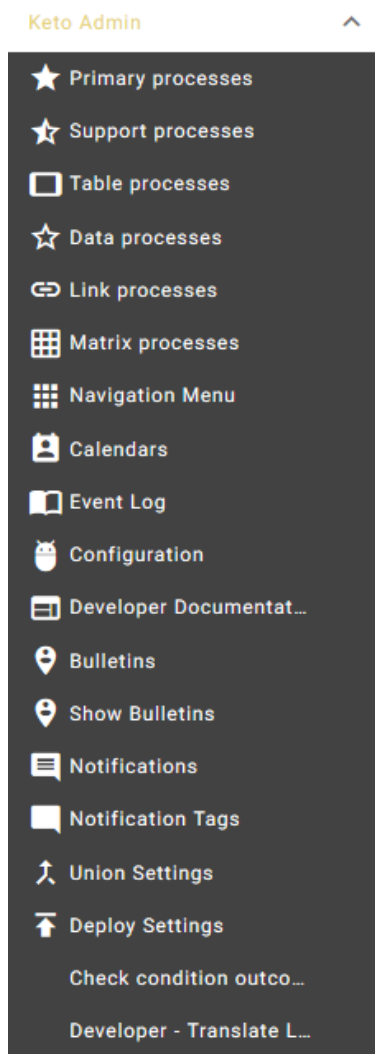 Keto Admin
Primary processes
Support processes
Table processes
Data processes
Link processes
Matrix processes
Navigation Menu
Calendars
Event Log
Configuration
Developer Documentat...
Bulletins
Show Bulletins
Notifications
Notification Tags
Union Settings
Deploy Settings
Check condition outco...
Developer - Translate L...